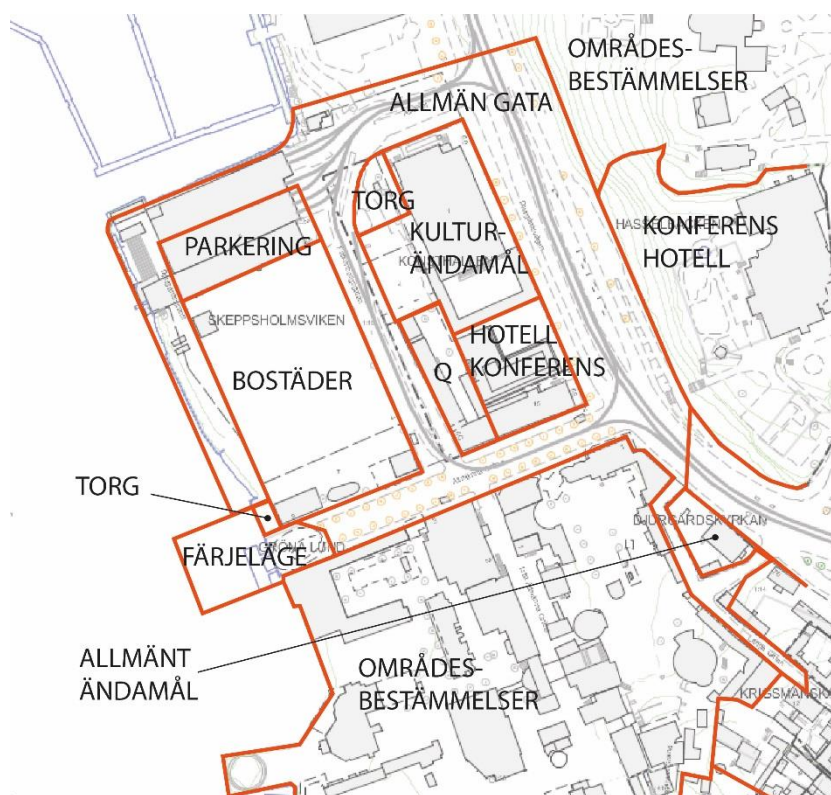 OMRÅDES-
BESTÄMMELSER
ALLMÄN GATA
TORG
KULTUR-
ÄNDAMÅL
KONFERENS
HOTELL
PARKERING
SKEPPSHOLMSVIKEN
HOTELL
KONFERENS
Q
BOSTÄDER
TORG
DJURGÅRDSKYRKAN
GRÖNA LUND
FÄRJELÄGE
ALLMÄNT
ÄNDAMÅL
OMRÅDES-
BESTÄMMELSER